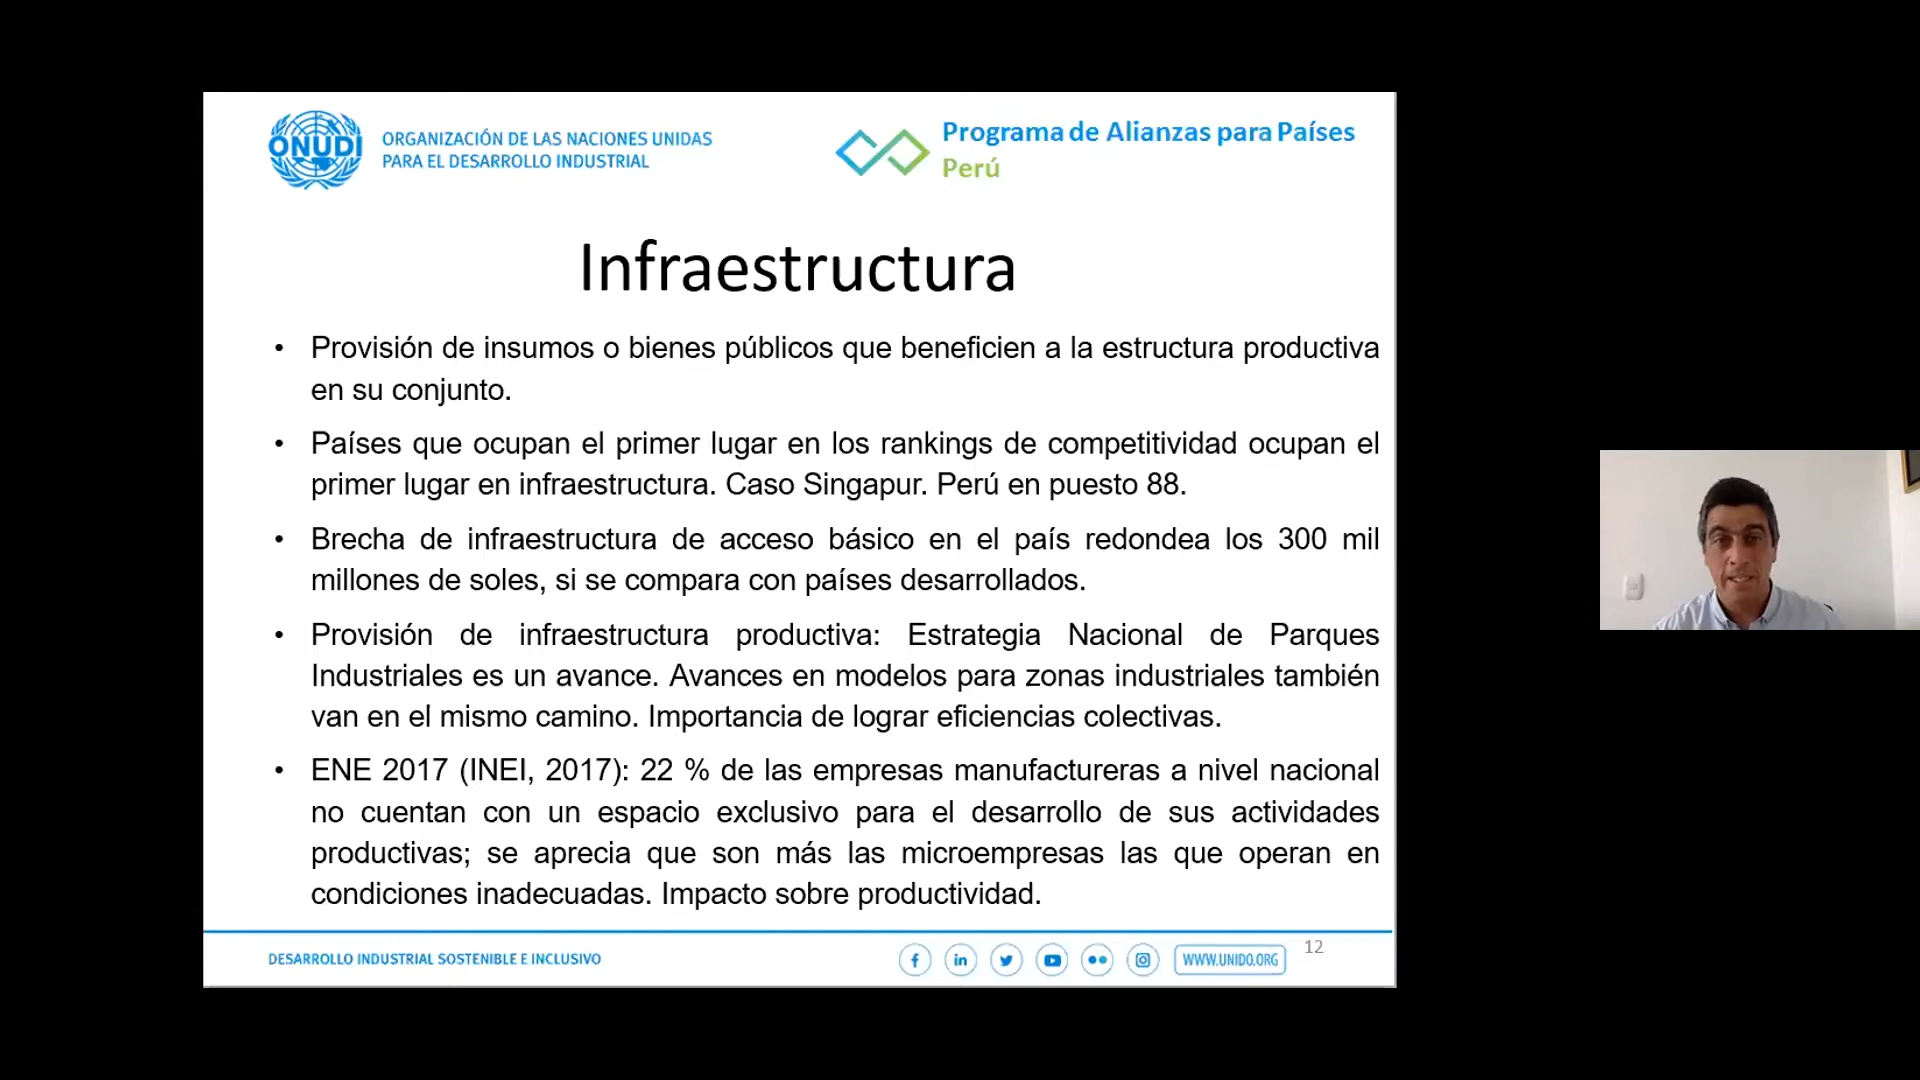 ONUDI
ORGANIZACIÓN DE LAS NACIONES UNIDAS
PARA EL DESARROLLO INDUSTRIAL
Programa de Alianzas para Países
Perú
Infraestructura
• Provisión de insumos o bienes públicos que beneficien a la estructura productiva
en su conjunto.
• Países que ocupan el primer lugar en los rankings de competitividad ocupan el
primer lugar en infraestructura. Caso Singapur. Perú en puesto 88.
• Brecha de infraestructura de acceso básico en el país redondea los 300 mil
millones de soles, si se compara con países desarrollados.
• Provisión de infraestructura productiva: Estrategia Nacional de Parques
Industriales es un avance. Avances en modelos para zonas industriales también
van en el mismo camino. Importancia de lograr eficiencias colectivas.
• ENE 2017 (INEI, 2017): 22 % de las empresas manufactureras a nivel nacional
no cuentan con un espacio exclusivo para el desarrollo de sus actividades
productivas; se aprecia que son más las microempresas las que operan en
condiciones inadecuadas. Impacto sobre productividad.
DESARROLLO INDUSTRIAL SOSTENIBLE E INCLUSIVO
WWW.UNIDO.ORG
12